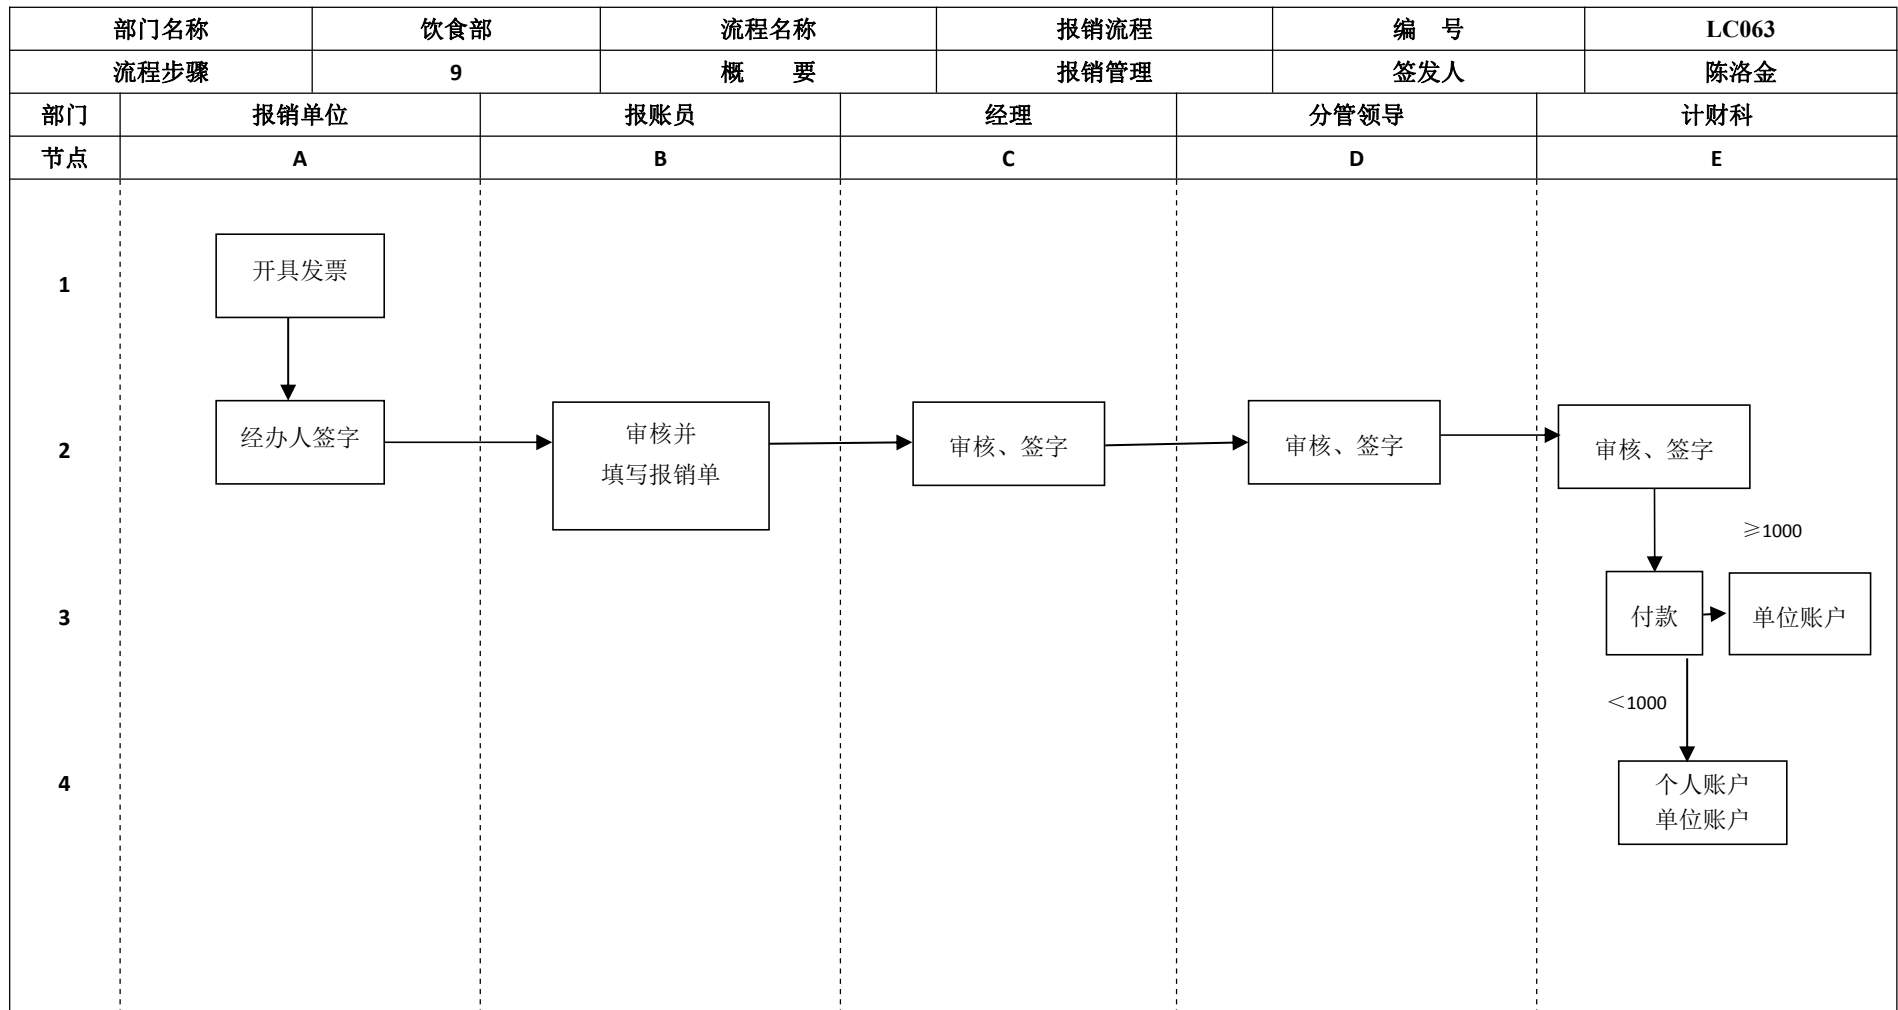 部门名称 饮食部 流程名称 报销流程 编 号 LC063
流程步骤 9 概 要 报销管理 签发人 陈洛金
部门 报销单位 报账员 经理 分管领导 计财科
节点 A B C D E
1
开具发票
2
经办人签字
审核并
填写报销单
审核、签字
审核、签字
审核、签字
≥1000
3
付款
单位账户
<1000
4
个人账户
单位账户